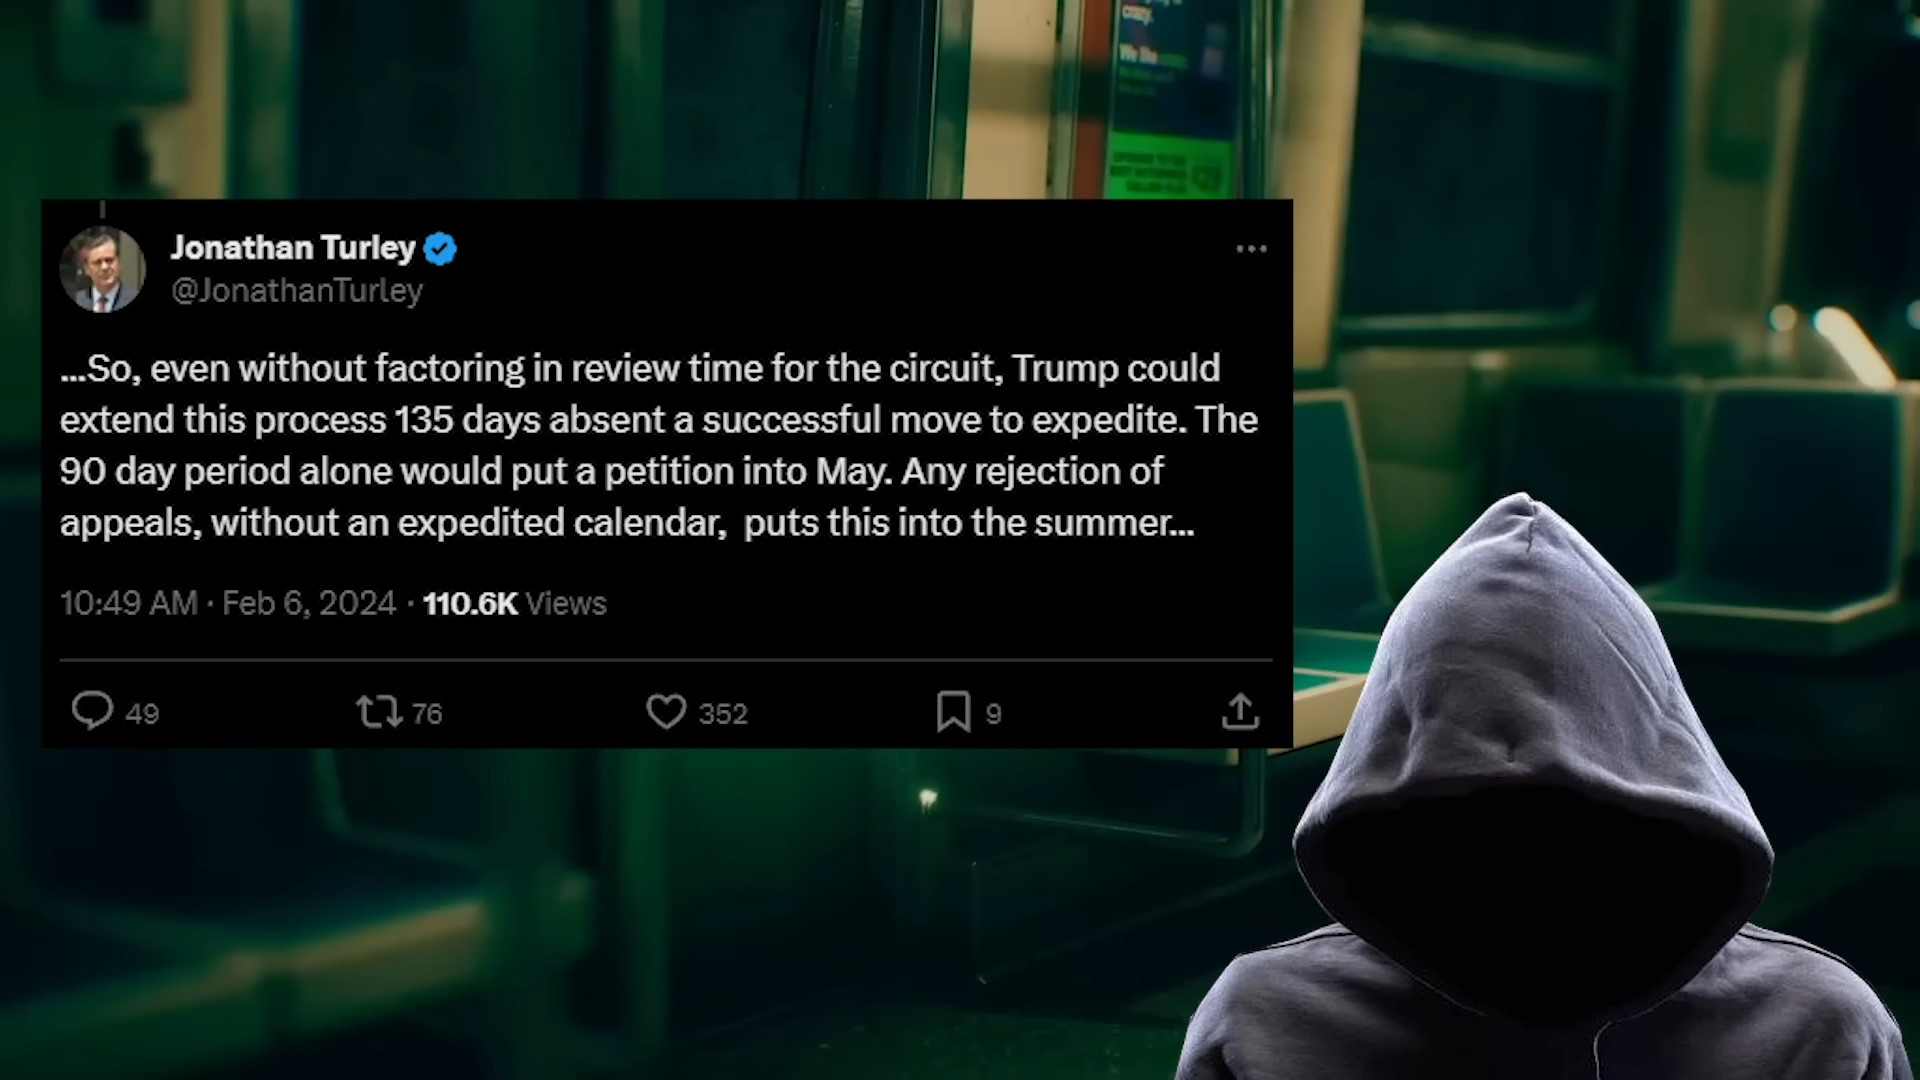 crazy.
We like
Jonathan Turley
@JonathanTurley
...So, even without factoring in review time for the circuit, Trump could
extend this process 135 days absent a successful move to expedite. The
90 day period alone would put a petition into May. Any rejection of
appeals, without an expedited calendar,  puts this into the summer...
10:49 AM · Feb 6, 2024 · 110.6K Views
49 76 352 9